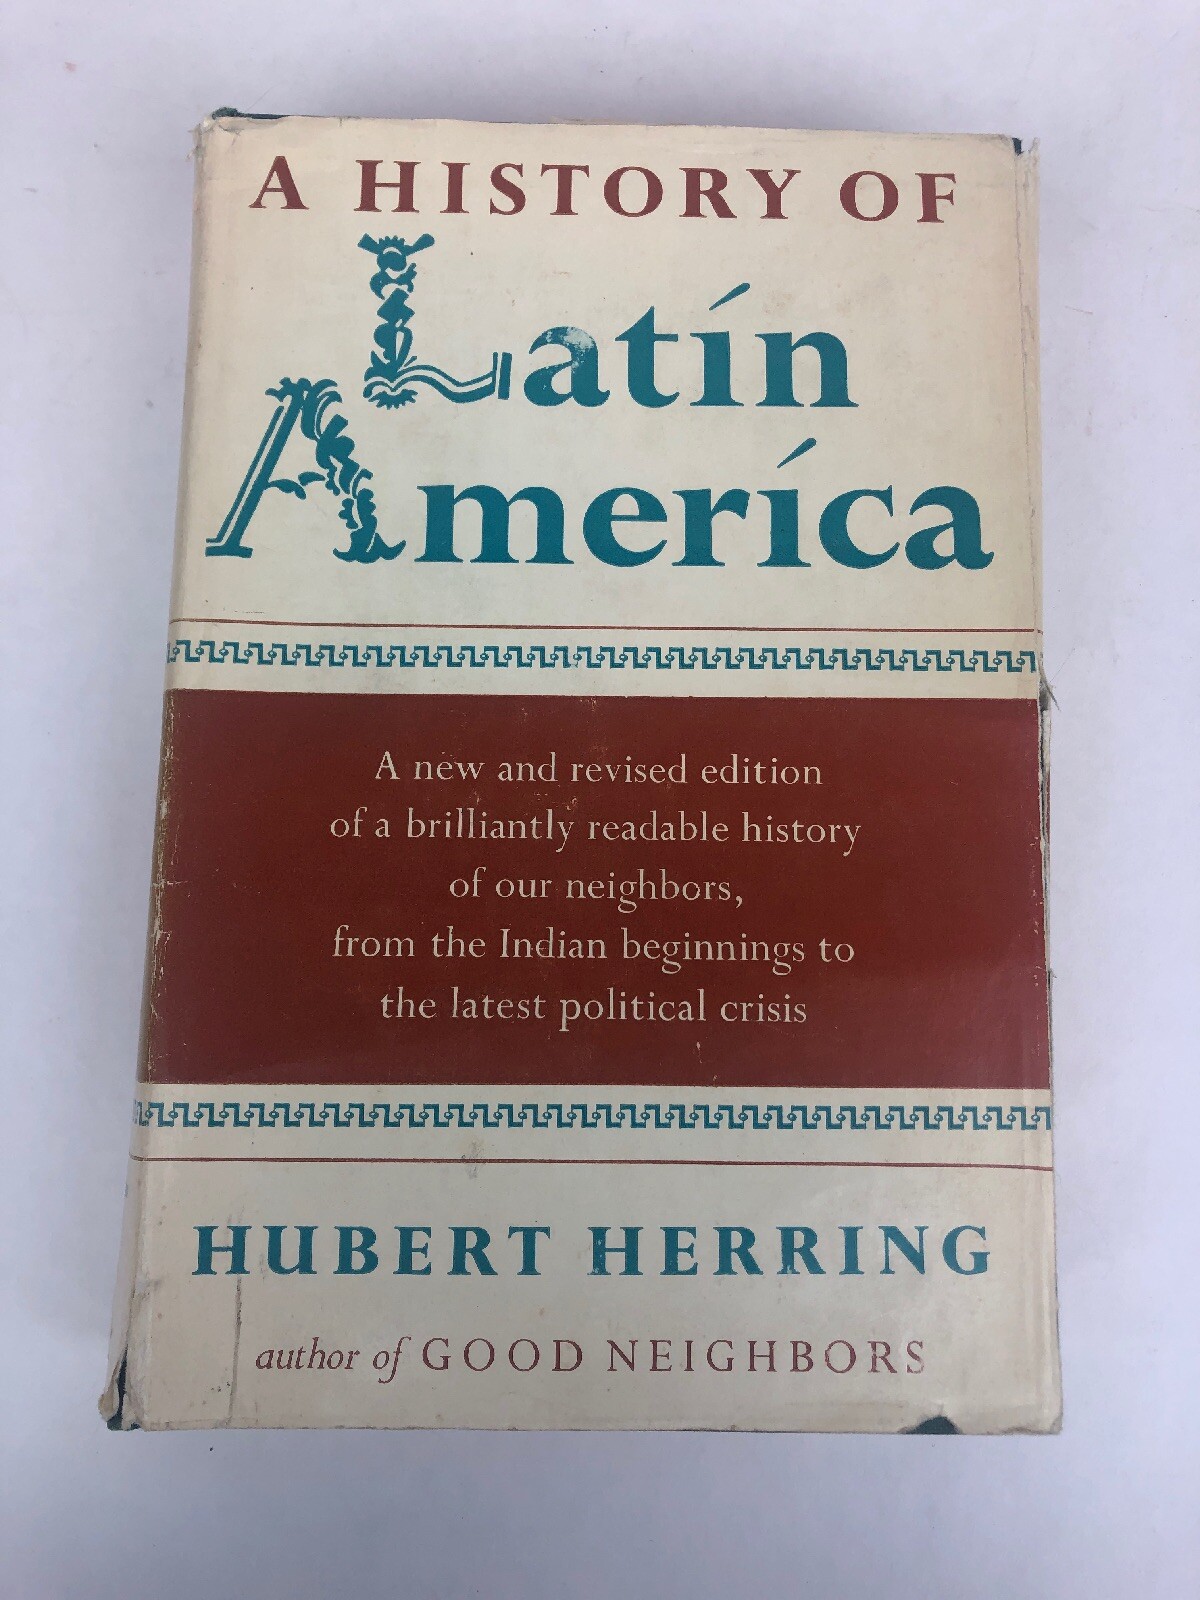 A HISTORY OF
Latín
Ameríca
A new and revised edition
of a brilliantly readable history
of our neighbors,
from the Indian beginnings to
the latest political crisis
HUBERT HERRING
author of GOOD NEIGHBORS